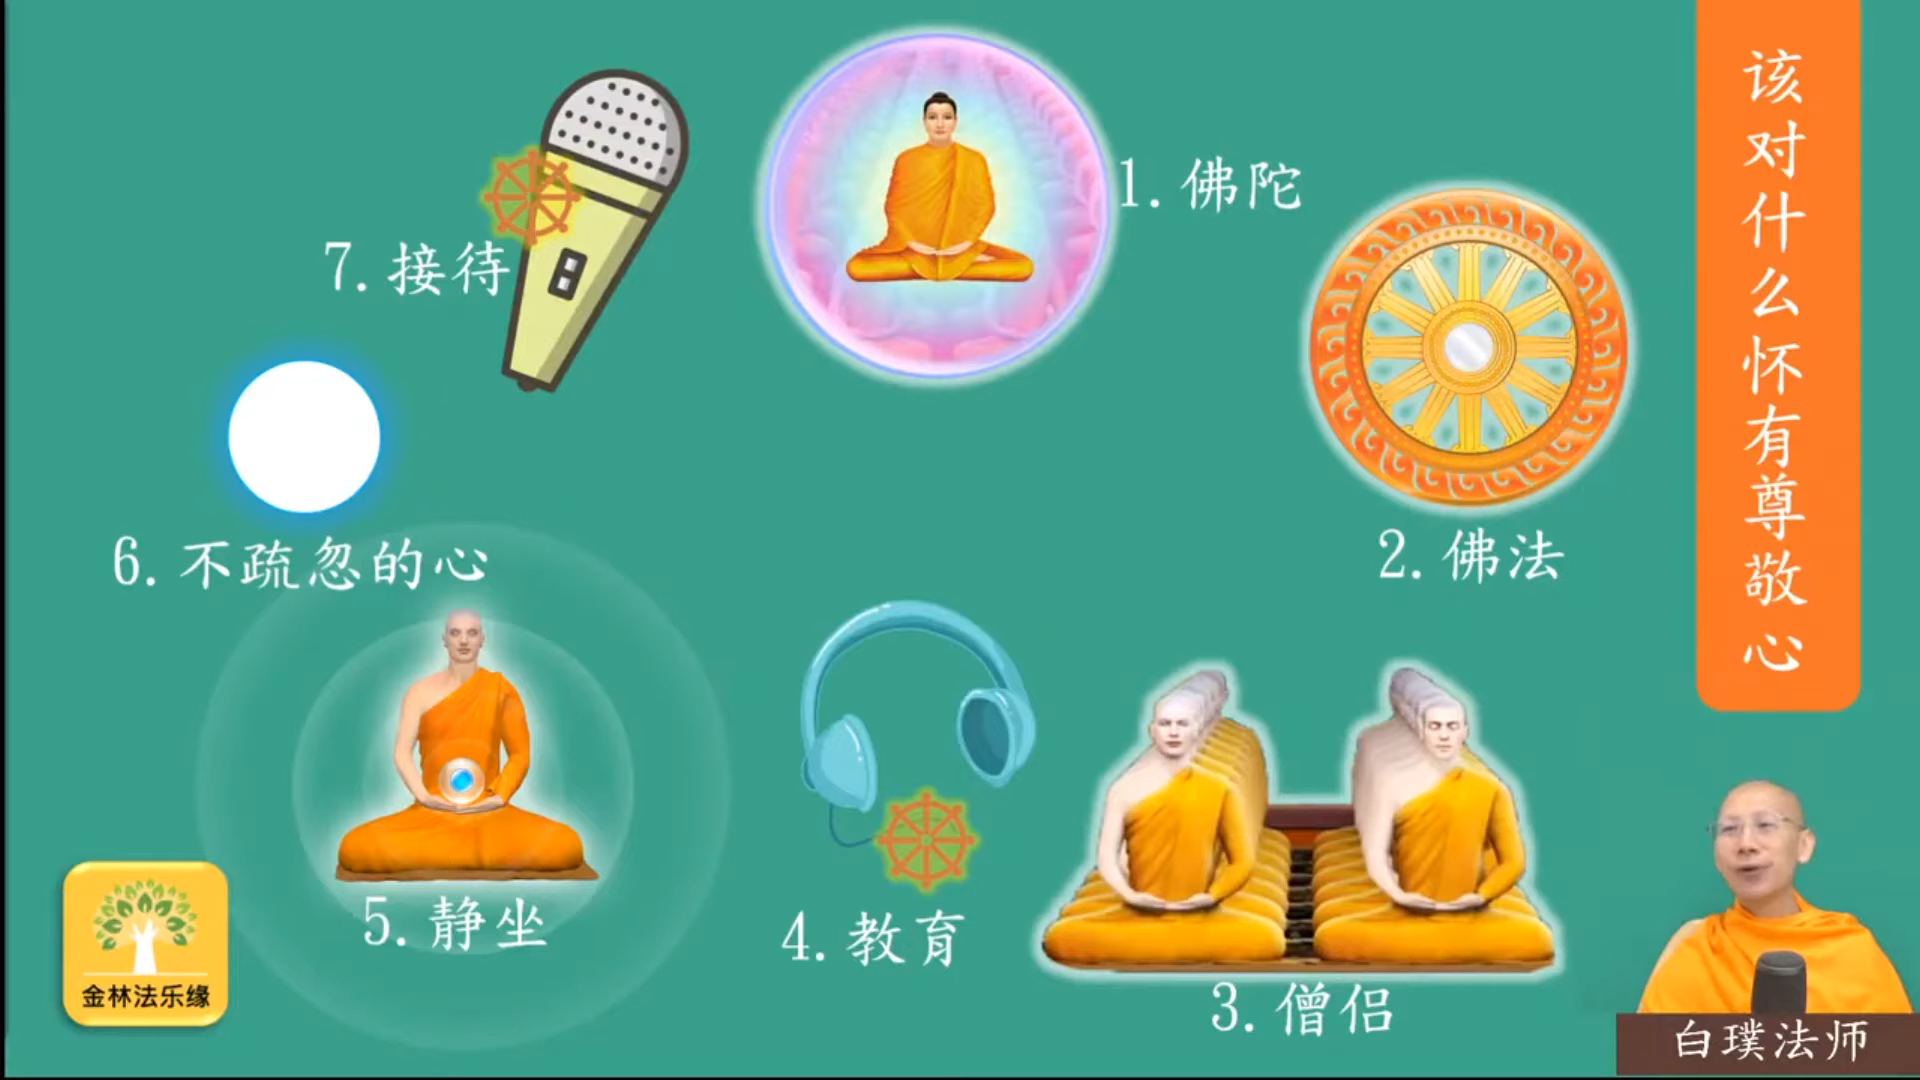 该对什么怀有尊敬心
1.佛陀
2.佛法
3.僧侣
4.教育
5.静坐
6.不疏忽的心
7.接待
金林法乐缘
白璞法师